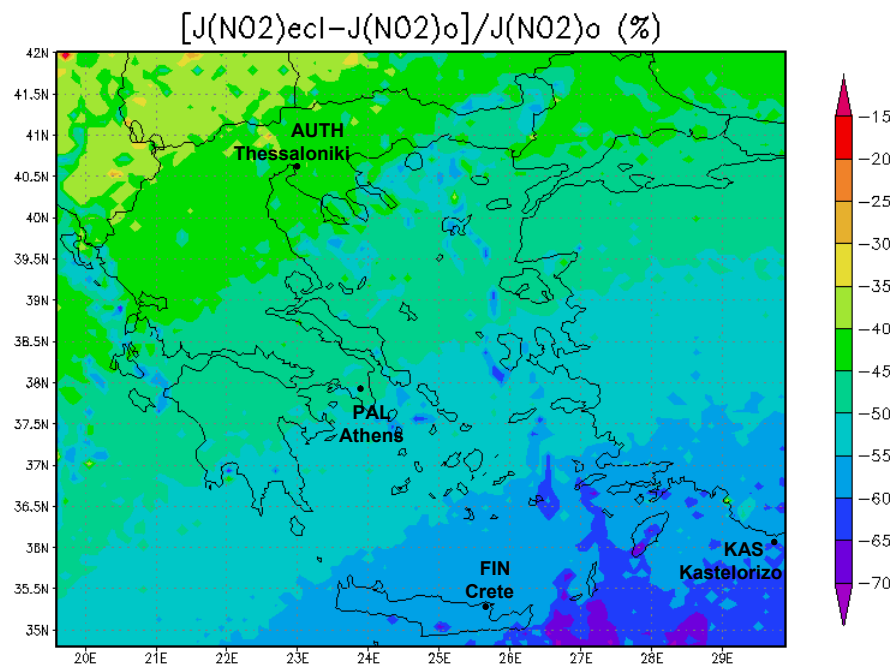 [J(NO2)ecl-J(NO2)o]/J(NO2)o (%)
42N
41.5N
41N
40.5N
40N
39.5N
39N
38.5N
38N
37.5N
37N
36.5N
36N
35.5N
35N
AUTH
Thessaloniki
PAL
Athens
FIN
Crete
KAS
Kastelorizo
20E
21E
22E
23E
24E
25E
26E
27E
28E
29E
-15
-20
-25
-30
-35
-40
-45
-50
-55
-60
-65
-70